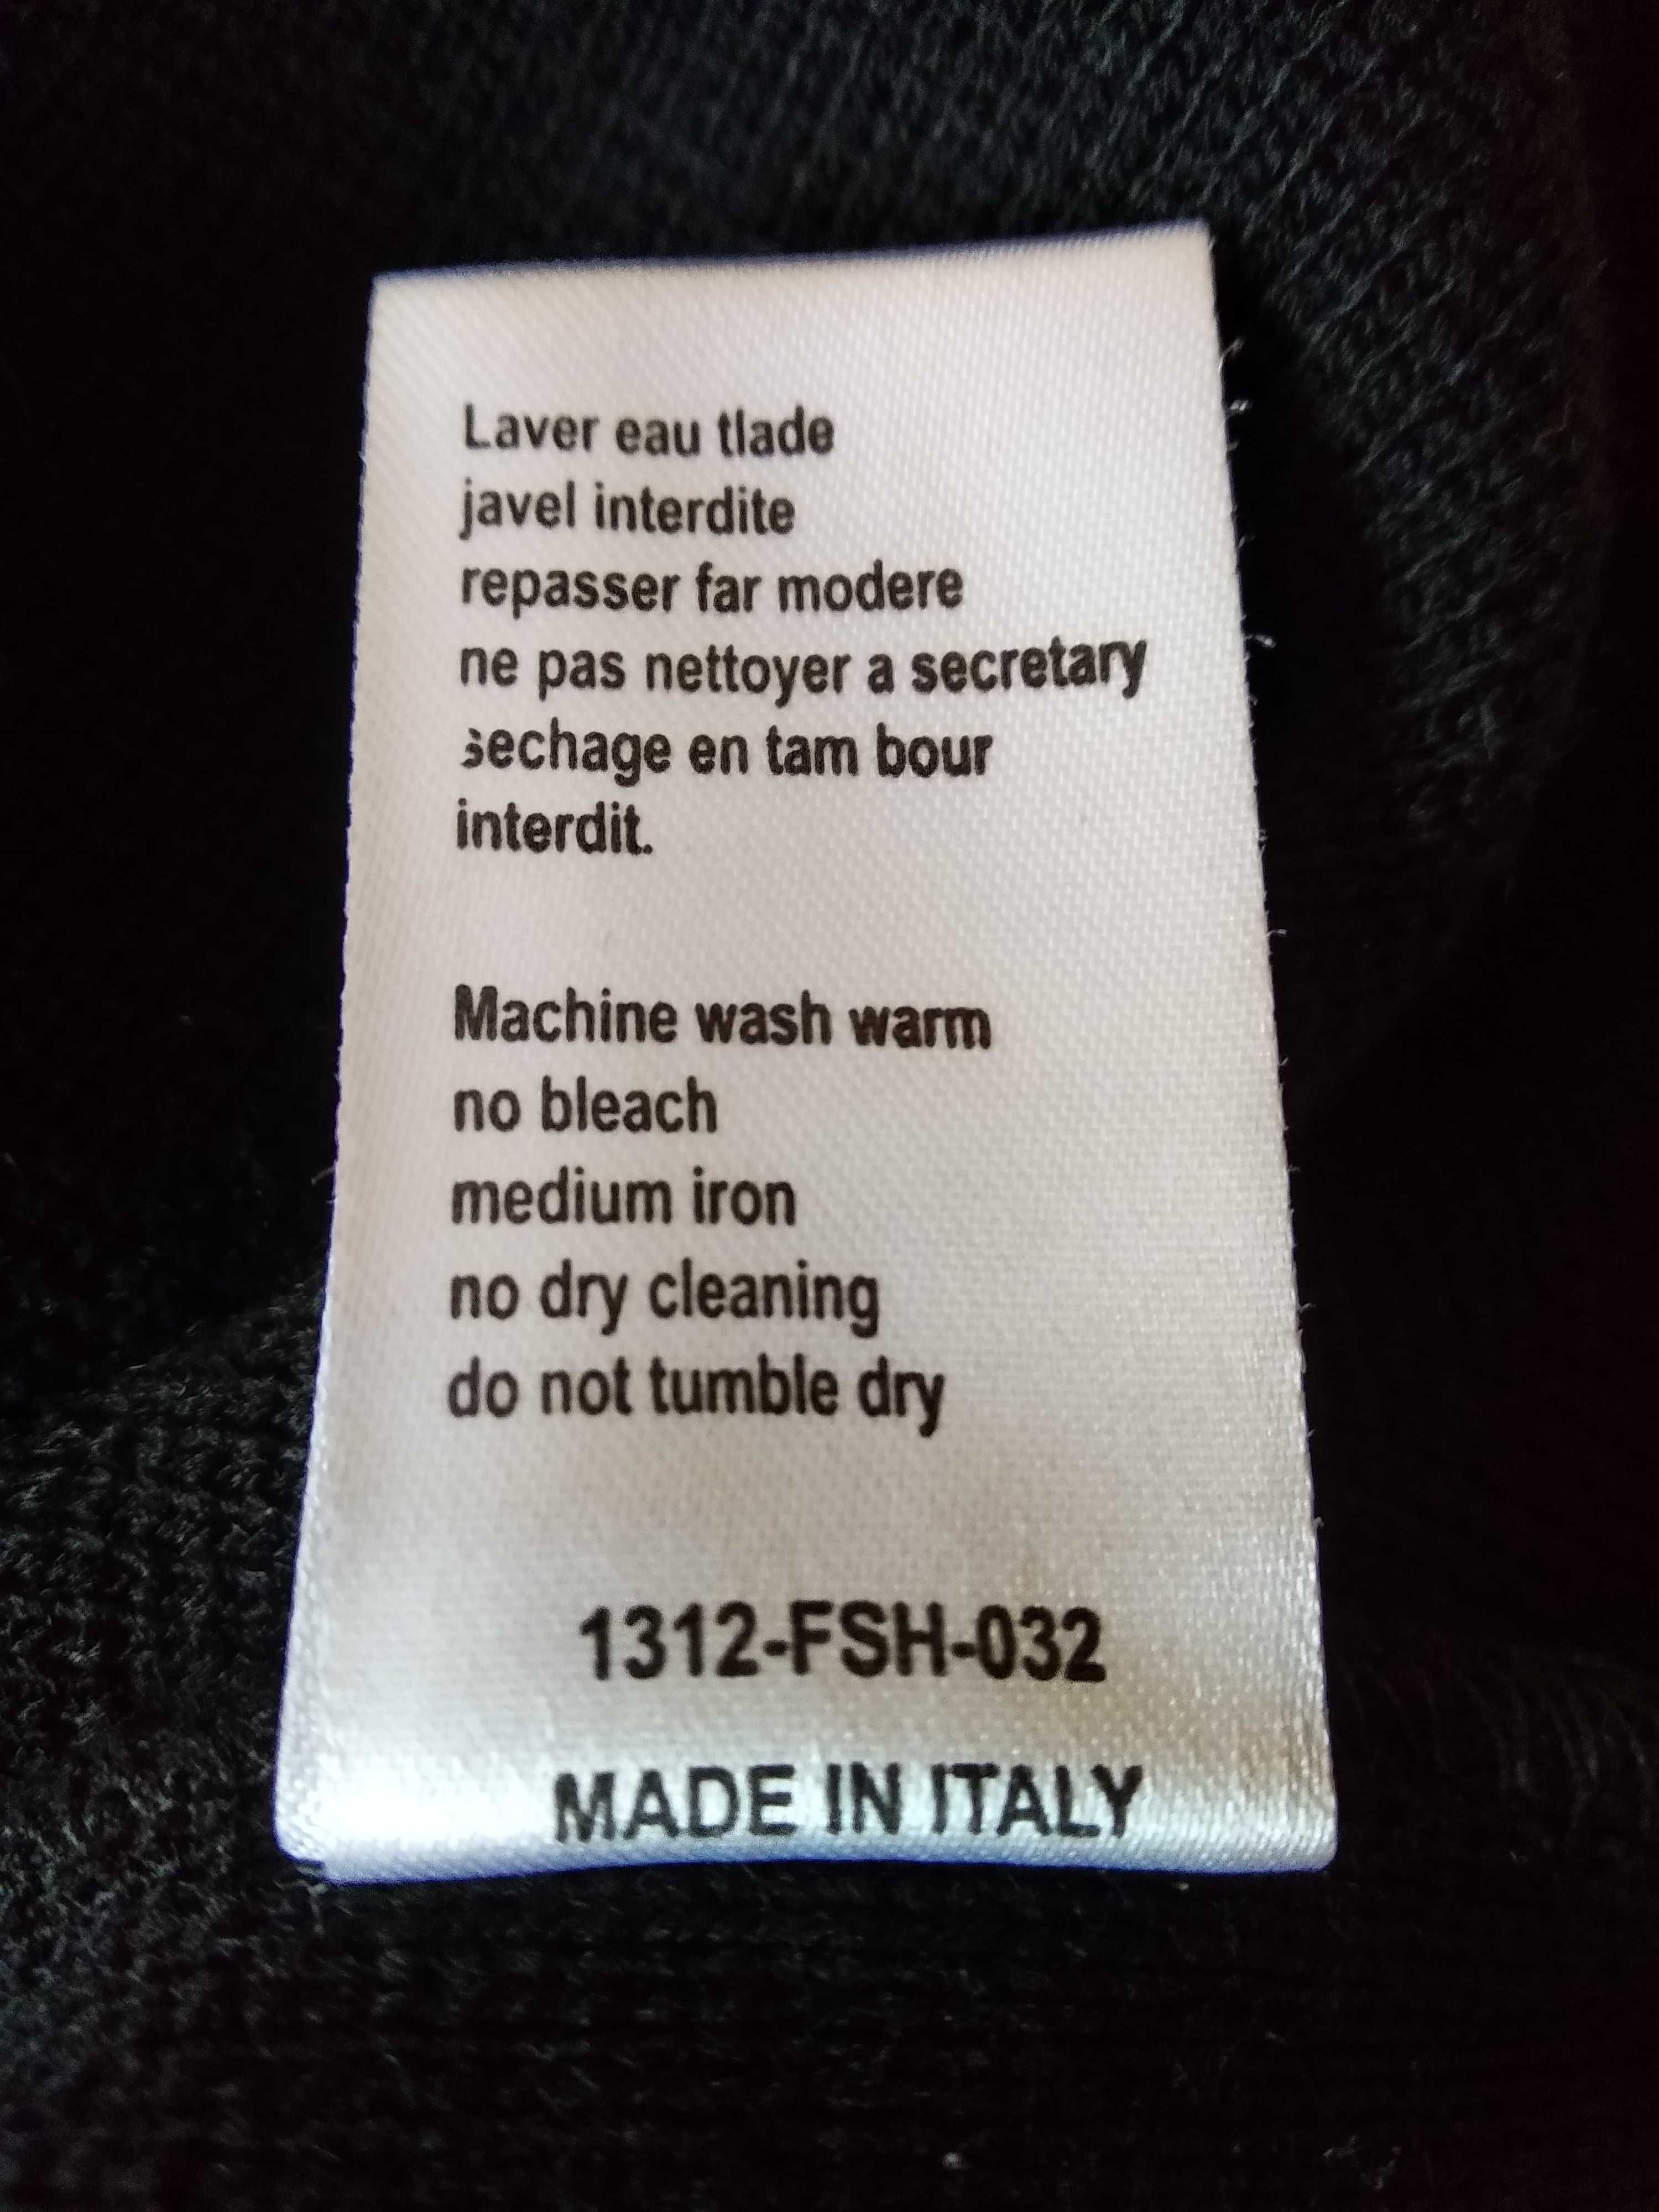 Laver eau tlade
javel interdite
repasser far modere
ne pas nettoyer a secretary
sechage en tam bour
interdit.
Machine wash warm
no bleach
medium iron
no dry cleaning
do not tumble dry
1312-FSH-032
MADE IN ITALY